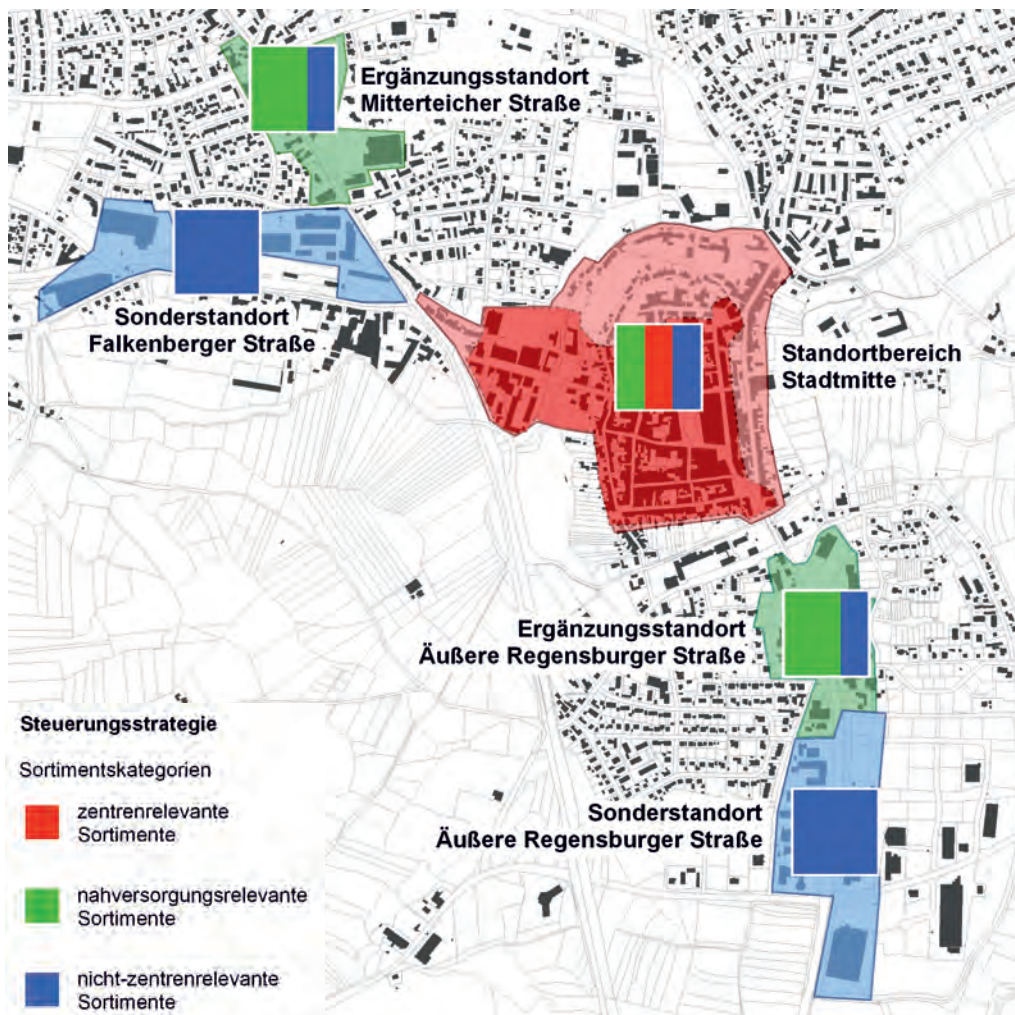 Ergänzungsstandort
Mitterteicher Straße
Sonderstandort
Falkenberger Straße
Standortbereich
Stadtmitte
Ergänzungsstandort
Äußere Regensburger Straße
Sonderstandort
Äußere Regensburger Straße
Steuerungsstrategie
Sortimentskategorien
zentrenrelevante
Sortimente
nahversorgungsrelevante
Sortimente
nicht-zentrenrelevante
Sortimente